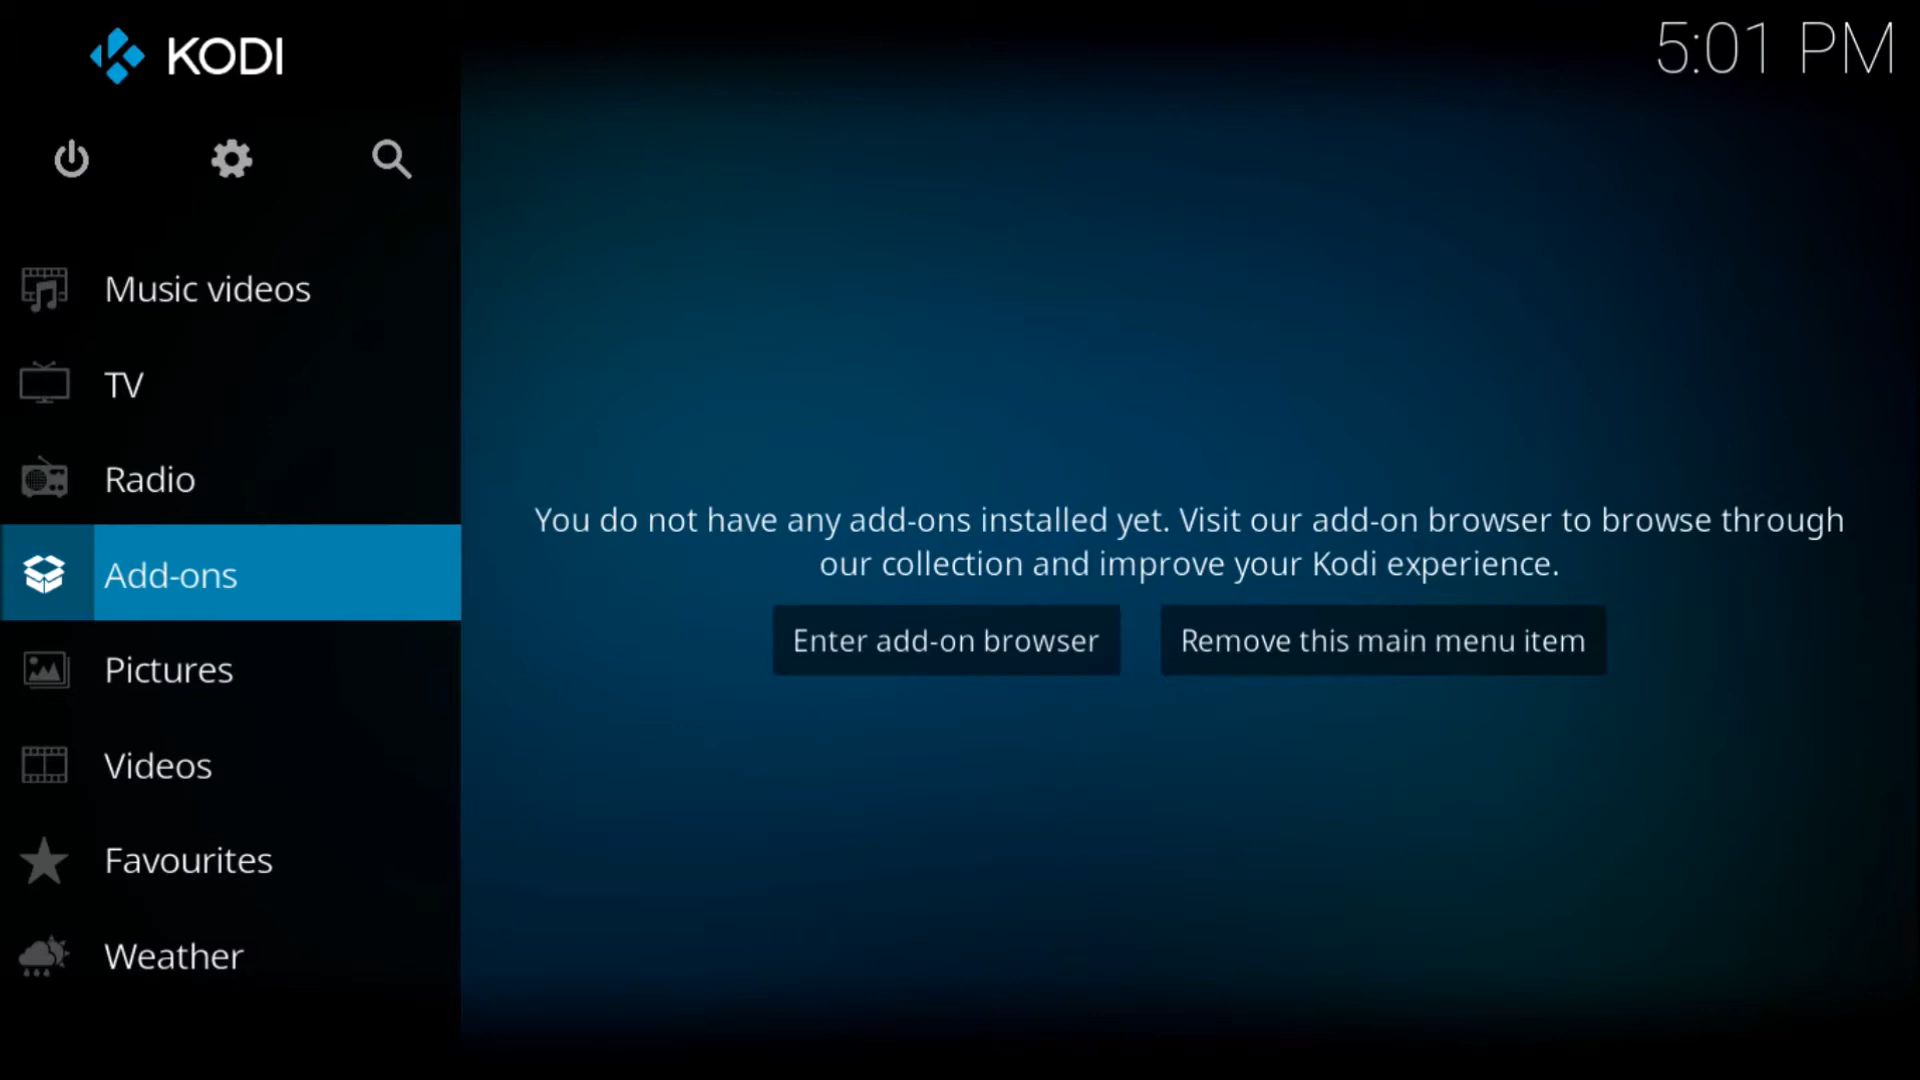 KODI
5:01 PM
Music videos
TV
Radio
Add-ons
Pictures
Videos
Favourites
Weather
You do not have any add-ons installed yet. Visit our add-on browser to browse through
our collection and improve your Kodi experience.
Enter add-on browser
Remove this main menu item